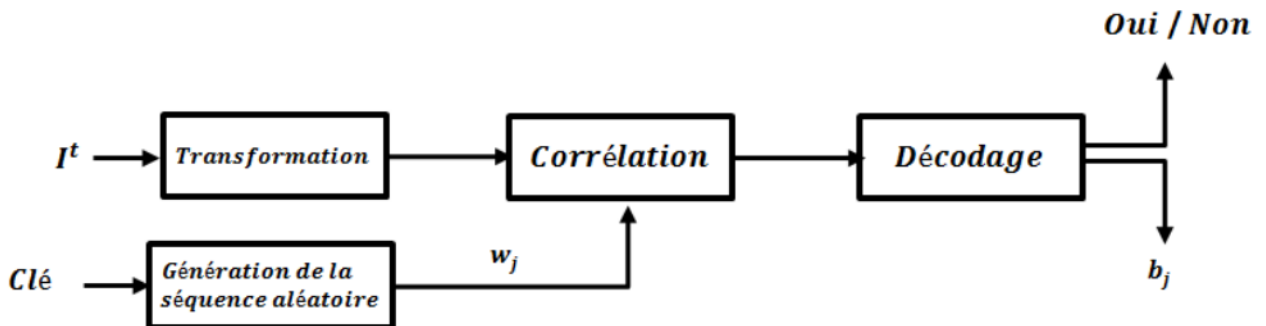 Oui / Non
I^t
Transformation
Corrélation
Décodage
Clé
Génération de la
séquence aléatoire
w_j
b_j